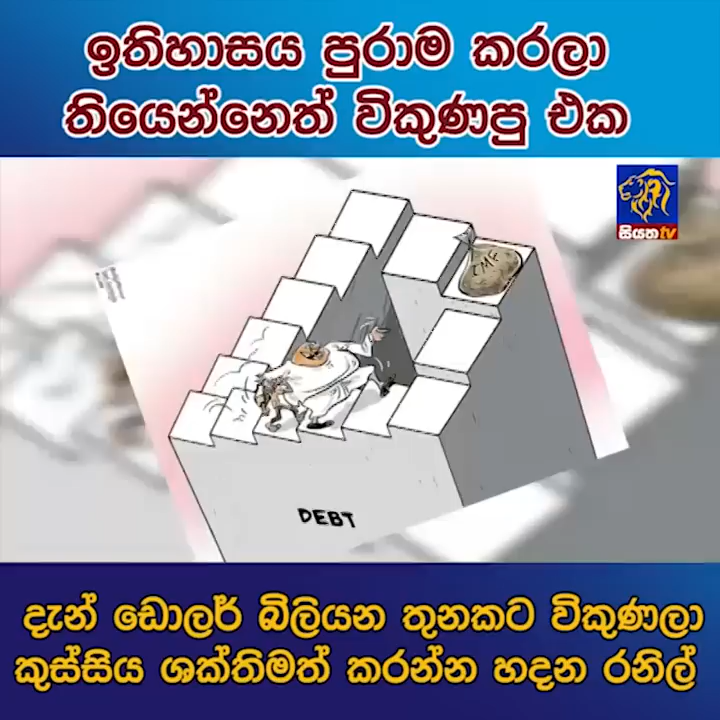 ඉතිහාසය පුරාම කරලා
තියෙන්නෙත් විකුණපු එක
සියත tv
IMF
DEBT
දැන් ඩොලර් බිලියන තුනකට විකුණලා
කුස්සිය ශක්තිමත් කරන්න හදන රනිල්